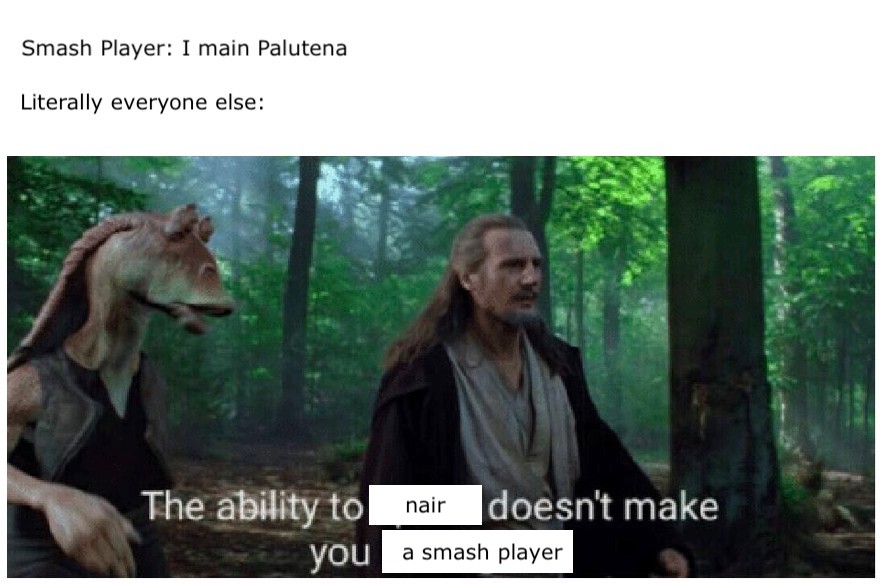 Smash Player: I main Palutena
Literally everyone else:
The ability to nair doesn't make
you a smash player